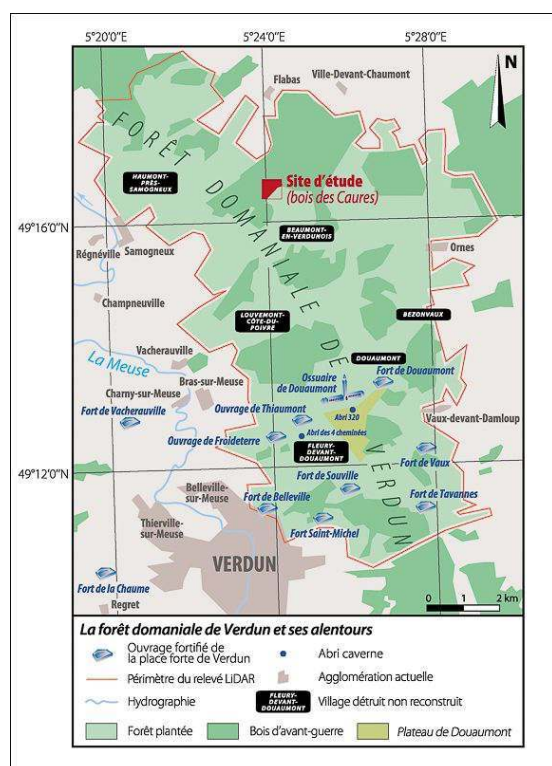 5°20'0"E
5°24'0"E
5°28'0"E
N
Flabas
Ville-Devant-Chaumont
FORÊT DOMANIALE DE VERDUN
HAUMONT-
PRÈS-
SAMOGNEUX
Site d'étude
(bois des Caures)
49°16'0"N
BEAUMONT-
EN-VERDUNOIS
Ornes
Régnéville
Samogneux
Champneuville
LOUVEMONT-
CÔTE-DU-
POIVRE
BEZONVAUX
La Meuse
Vacherauville
DOUAUMONT
Ossuaire
de Douaumont
Fort de Douaumont
Charny-sur-Meuse
Bras-sur-Meuse
Fort de Vacherauville
Ouvrage de Thiaumont
Abri 320
Vaux-devant-Damloup
Ouvrage de Froideterre
Abri des 4 cheminées
FLEURY-
DEVANT-
DOUAUMONT
Fort de Vaux
49°12'0"N
Belleville-
sur-Meuse
Fort de Souville
Fort de Belleville
Fort de Tavannes
Thierville-
sur-Meuse
Fort Saint-Michel
VERDUN
Fort de la Chaume
Regret
0 1 2 km
La forêt domaniale de Verdun et ses alentours
Ouvrage fortifié de
la place forte de Verdun
Abri caverne
Périmètre du relevé LiDAR
Agglomération actuelle
Hydrographie
FLEURY-
DEVANT-
DOUAUMONT
Village détruit non reconstruit
Forêt plantée
Bois d'avant-guerre
Plateau de Douaumont